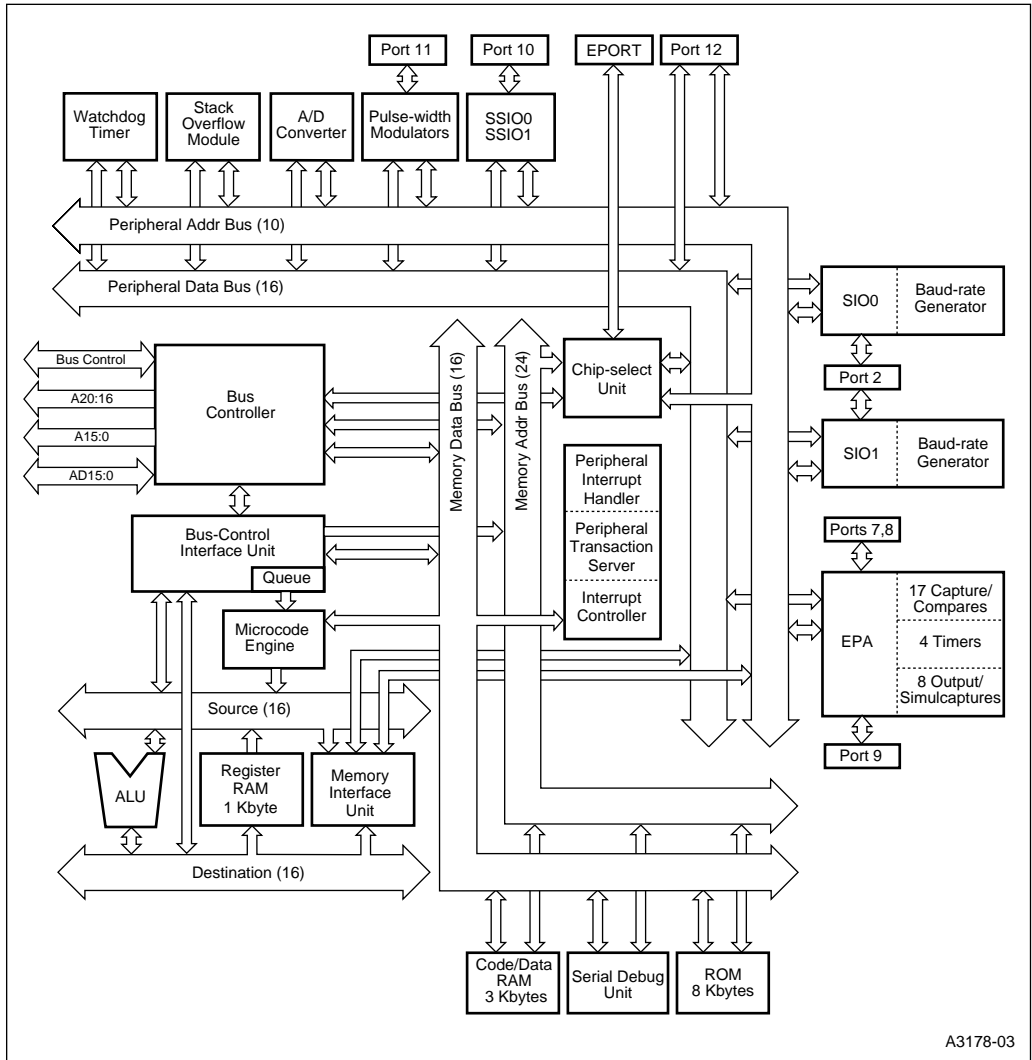 Port 11
Port 10
EPORT
Port 12
Watchdog
Timer
Stack
Overflow
Module
A/D
Converter
Pulse-width
Modulators
SSIO0
SSIO1
Peripheral Addr Bus (10)
Peripheral Data Bus (16)
SIO0
Baud-rate
Generator
Port 2
SIO1
Baud-rate
Generator
Bus Control
A20:16
A15:0
AD15:0
Bus
Controller
Memory Data Bus (16)
Memory Addr Bus (24)
Chip-select
Unit
Peripheral
Interrupt
Handler
Peripheral
Transaction
Server
Interrupt
Controller
Bus-Control
Interface Unit
Queue
Microcode
Engine
Ports 7,8
EPA
17 Capture/
Compares
4 Timers
8 Output/
Simulcaptures
Port 9
Source (16)
ALU
Register
RAM
1 Kbyte
Memory
Interface
Unit
Destination (16)
Code/Data
RAM
3 Kbytes
Serial Debug
Unit
ROM
8 Kbytes
A3178-03